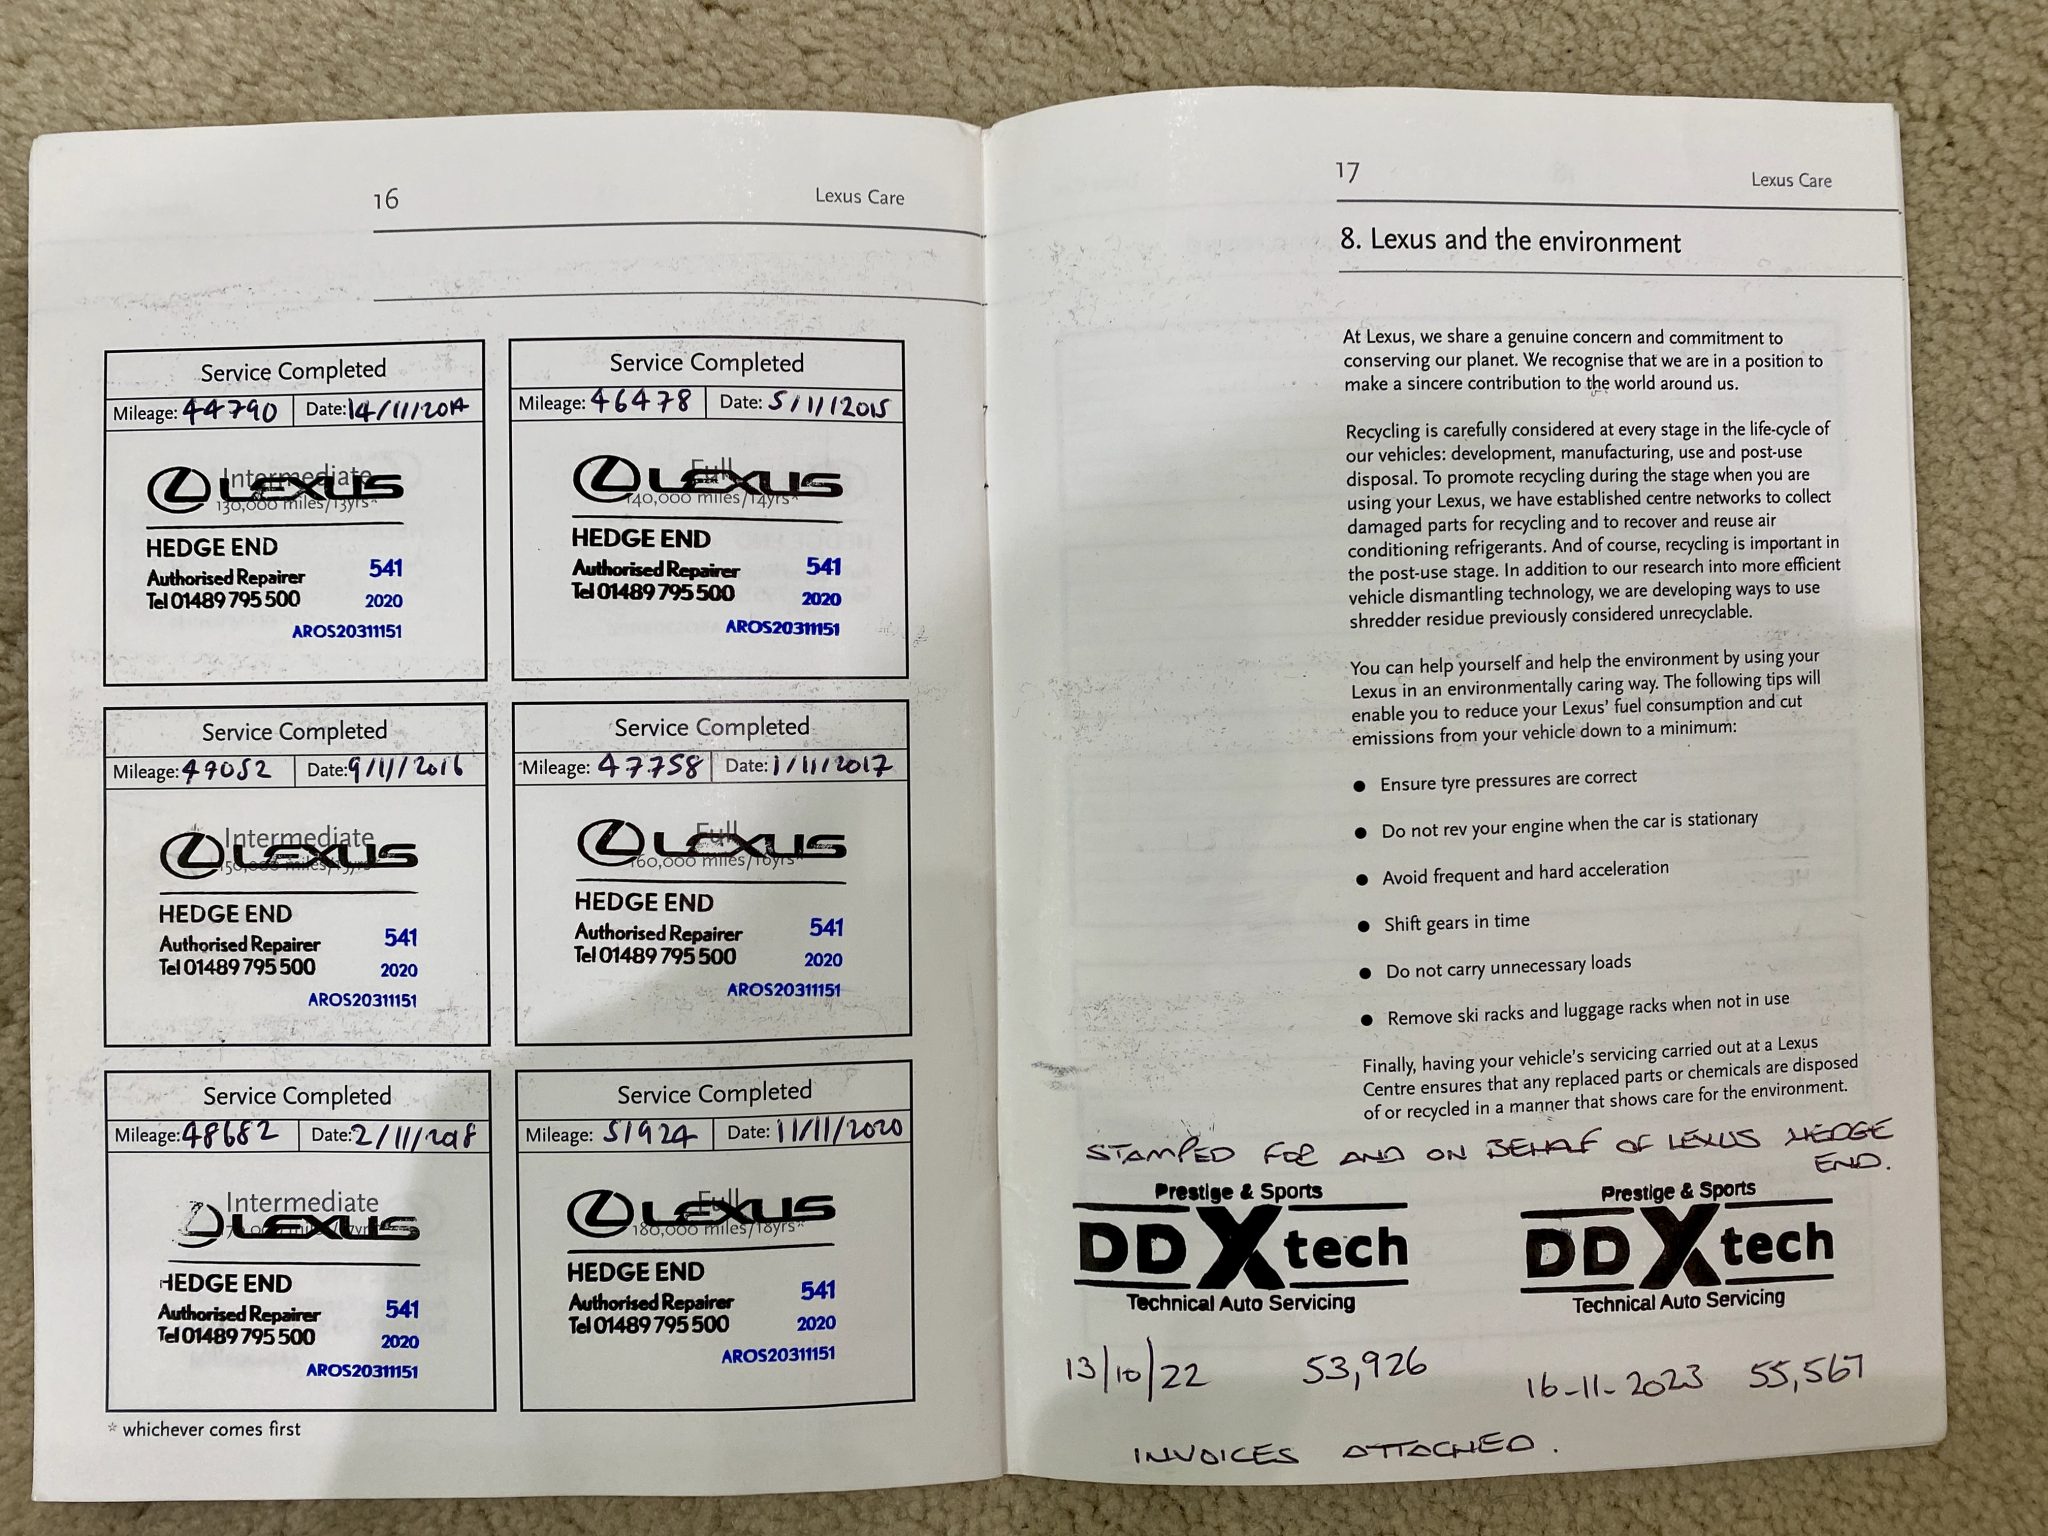 16
Lexus Care
Service Completed
Mileage: 44790 Date: 14/11/2014
Intermediate
130,000 miles/13yrs*
LEXUS
HEDGE END
Authorised Repairer 541
Tel 01489 795 500 2020
AROS20311151
Service Completed
Mileage: 46478 Date: 5/11/2015
Full
140,000 miles/14yrs*
LEXUS
HEDGE END
Authorised Repairer 541
Tel 01489 795 500 2020
AROS20311151
Service Completed
Mileage: 47052 Date: 9/11/2016
Intermediate
150,000 miles/15yrs*
LEXUS
HEDGE END
Authorised Repairer 541
Tel 01489 795 500 2020
AROS20311151
Service Completed
Mileage: 47758 Date: 1/11/2017
Full
160,000 miles/16yrs*
LEXUS
HEDGE END
Authorised Repairer 541
Tel 01489 795 500 2020
AROS20311151
Service Completed
Mileage: 48682 Date: 2/11/2018
Intermediate
LEXUS
HEDGE END
Authorised Repairer 541
Tel 01489 795 500 2020
AROS20311151
Service Completed
Mileage: 51924 Date: 11/11/2020
Full
180,000 miles/18yrs*
LEXUS
HEDGE END
Authorised Repairer 541
Tel 01489 795 500 2020
AROS20311151
* whichever comes first
17
Lexus Care
8. Lexus and the environment
At Lexus, we share a genuine concern and commitment to
conserving our planet. We recognise that we are in a position to
make a sincere contribution to the world around us.
Recycling is carefully considered at every stage in the life-cycle of
our vehicles: development, manufacturing, use and post-use
disposal. To promote recycling during the stage when you are
using your Lexus, we have established centre networks to collect
damaged parts for recycling and to recover and reuse air
conditioning refrigerants. And of course, recycling is important in
the post-use stage. In addition to our research into more efficient
vehicle dismantling technology, we are developing ways to use
shredder residue previously considered unrecyclable.
You can help yourself and help the environment by using your
Lexus in an environmentally caring way. The following tips will
enable you to reduce your Lexus' fuel consumption and cut
emissions from your vehicle down to a minimum:
● Ensure tyre pressures are correct
● Do not rev your engine when the car is stationary
● Avoid frequent and hard acceleration
● Shift gears in time
● Do not carry unnecessary loads
● Remove ski racks and luggage racks when not in use
Finally, having your vehicle's servicing carried out at a Lexus
Centre ensures that any replaced parts or chemicals are disposed
of or recycled in a manner that shows care for the environment.
STAMPED FOR AND ON BEHALF OF LEXUS HEDGE
END.
Prestige & Sports
DDXtech
Technical Auto Servicing
13/10/22 53,926
Prestige & Sports
DDXtech
Technical Auto Servicing
16-11-2023 55,567
INVOICES ATTACHED.